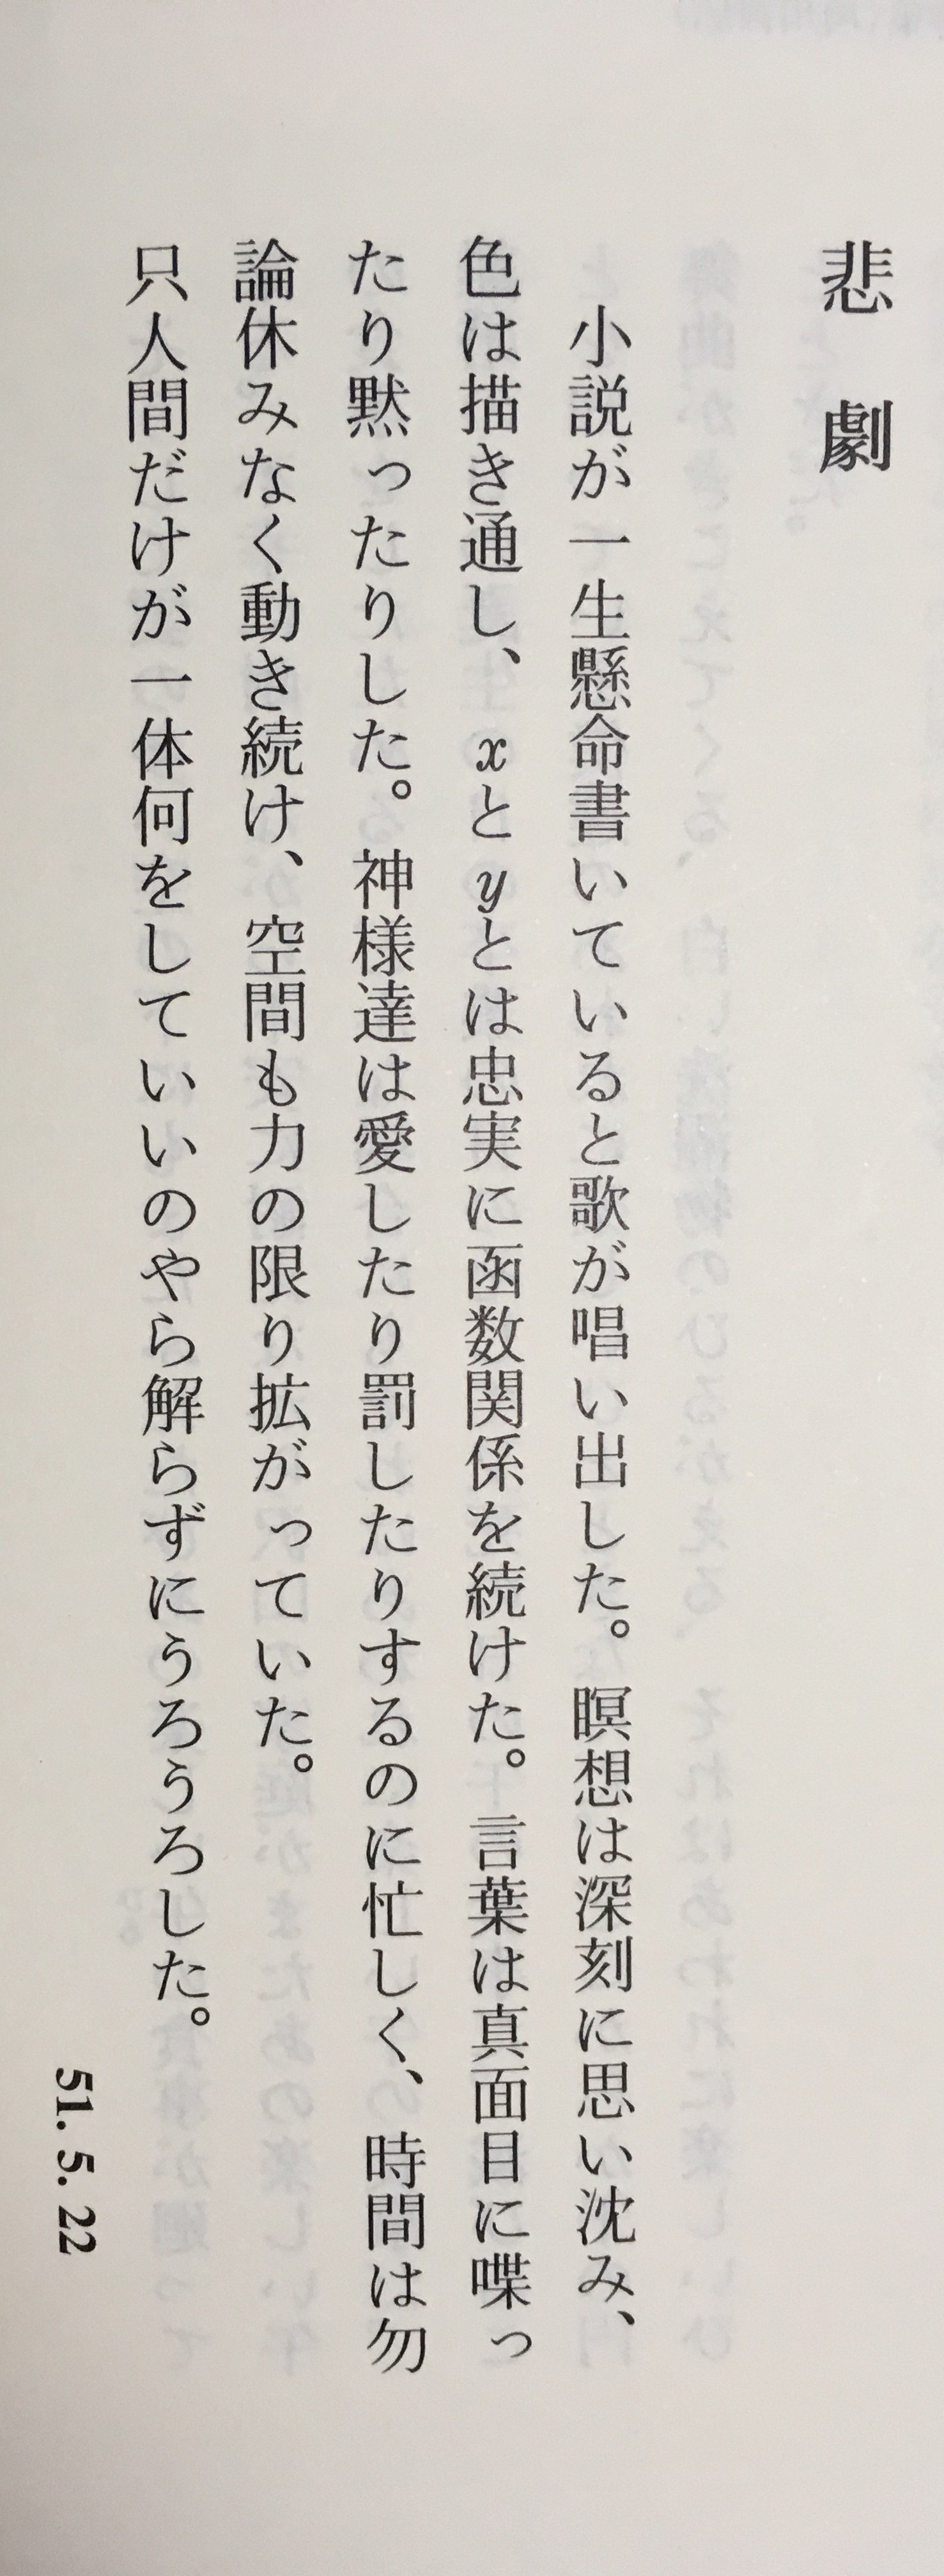 悲劇
小説が一生懸命書いていると歌が唱い出した。瞑想は深刻に思い沈み、
色は描き通し、xとyとは忠実に函数関係を続けた。言葉は真面目に喋っ
たり黙ったりした。神様達は愛したり罰したりするのに忙しく、時間は勿
論休みなく動き続け、空間も力の限り拡がっていた。
只人間だけが一体何をしていいのやら解らずにうろうろした。
51. 5. 22